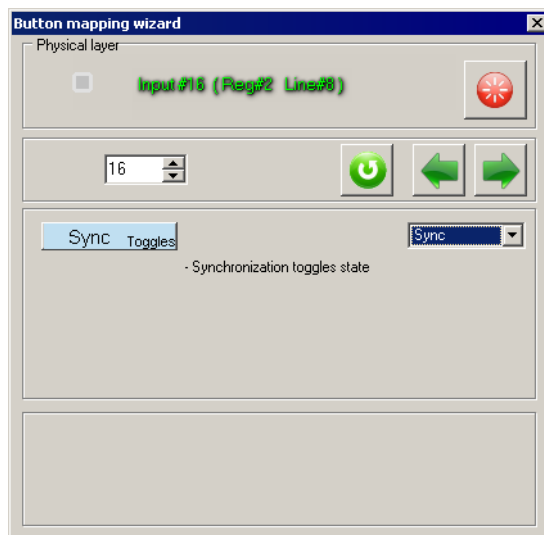 Button mapping wizard
Physical layer
Input#16 (Reg#2 Line#8)
16
Sync Toggles
Sync
- Synchronization toggles state